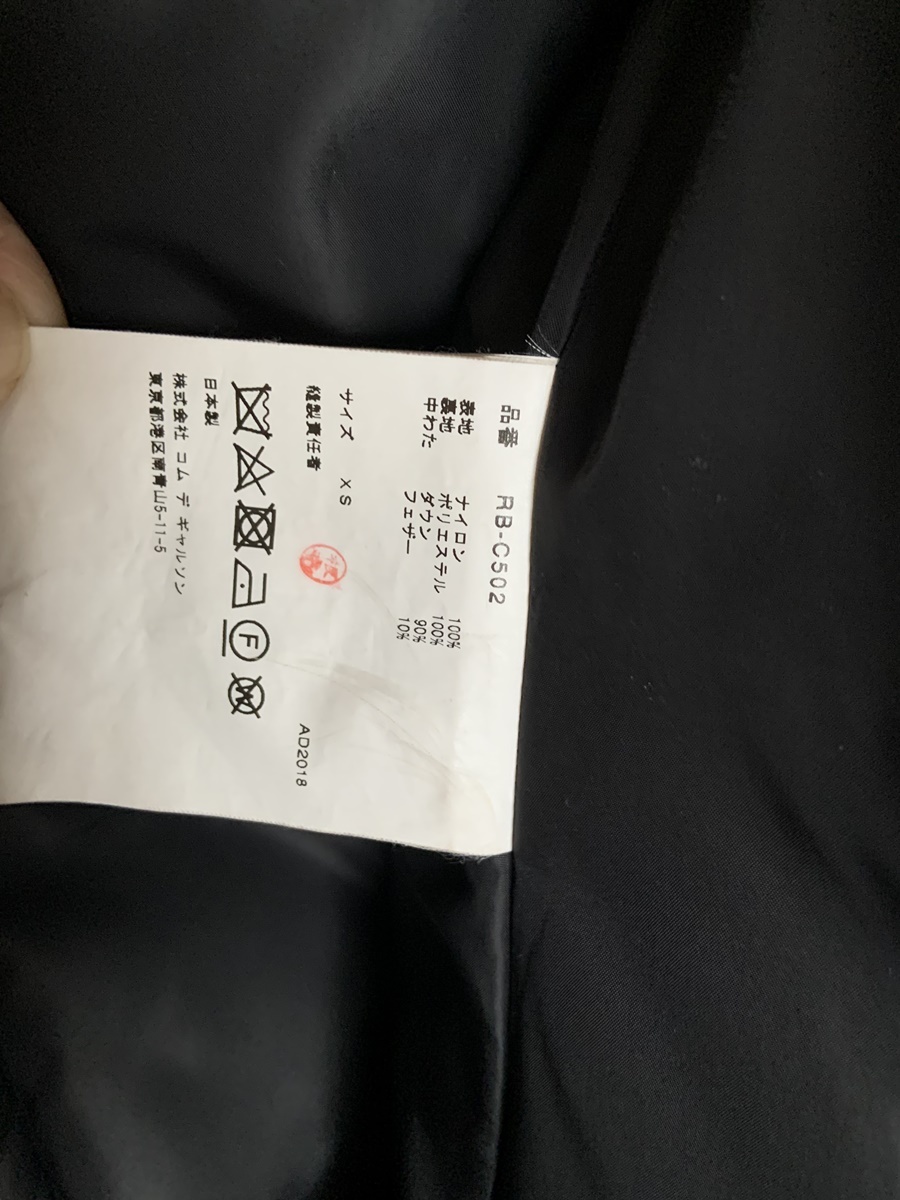 品番 RB-C502
表地 ナイロン 100%
裏地 ポリエステル 100%
中わた ダウン 90%
フェザー 10%
サイズ XS
縫製責任者
AD2018
F
W
日本製
株式会社 コム デ ギャルソン
東京都港区南青山5-11-5